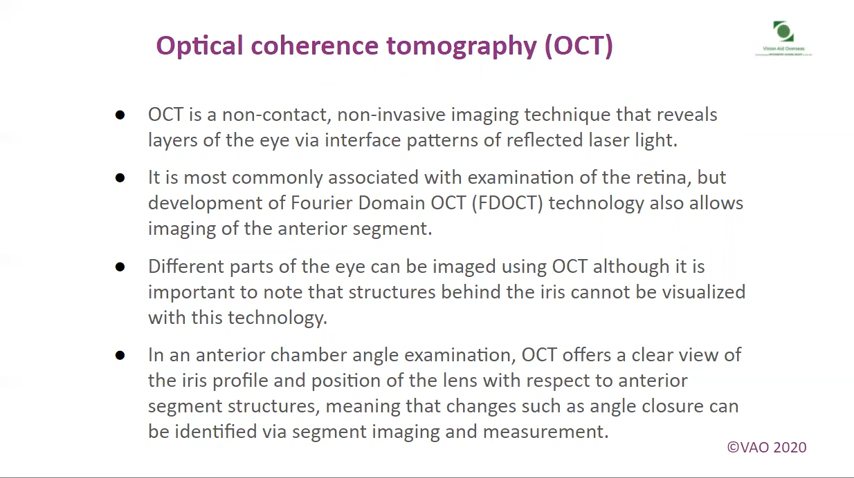 Optical coherence tomography (OCT)
Vision Aid Overseas
● OCT is a non-contact, non-invasive imaging technique that reveals
layers of the eye via interface patterns of reflected laser light.
● It is most commonly associated with examination of the retina, but
development of Fourier Domain OCT (FDOCT) technology also allows
imaging of the anterior segment.
● Different parts of the eye can be imaged using OCT although it is
important to note that structures behind the iris cannot be visualized
with this technology.
● In an anterior chamber angle examination, OCT offers a clear view of
the iris profile and position of the lens with respect to anterior
segment structures, meaning that changes such as angle closure can
be identified via segment imaging and measurement.
©VAO 2020